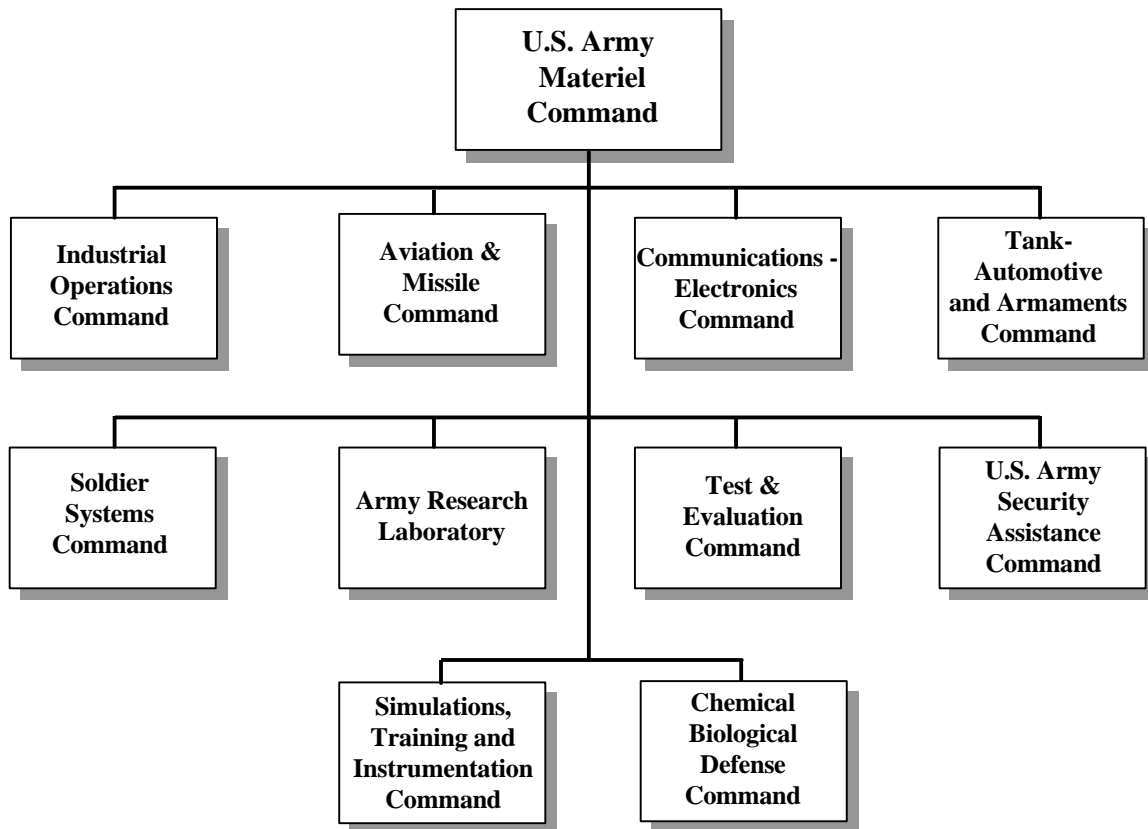 U.S. Army
Materiel
Command
Industrial
Operations
Command
Aviation &
Missile
Command
Communications -
Electronics
Command
Tank-
Automotive
and Armaments
Command
Soldier
Systems
Command
Army Research
Laboratory
Test &
Evaluation
Command
U.S. Army
Security
Assistance
Command
Simulations,
Training and
Instrumentation
Command
Chemical
Biological
Defense
Command